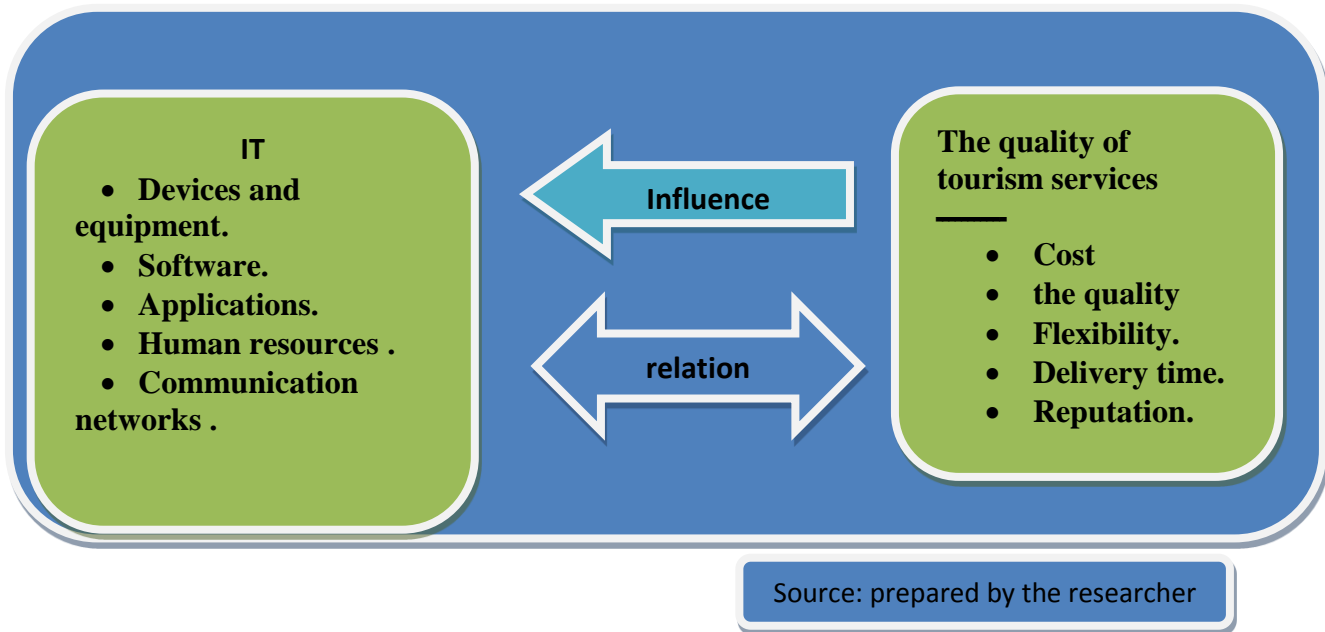 IT
• Devices and
equipment.
• Software.
• Applications.
• Human resources .
• Communication
networks .
Influence
relation
The quality of
tourism services
• Cost
• the quality
• Flexibility.
• Delivery time.
• Reputation.
Source: prepared by the researcher